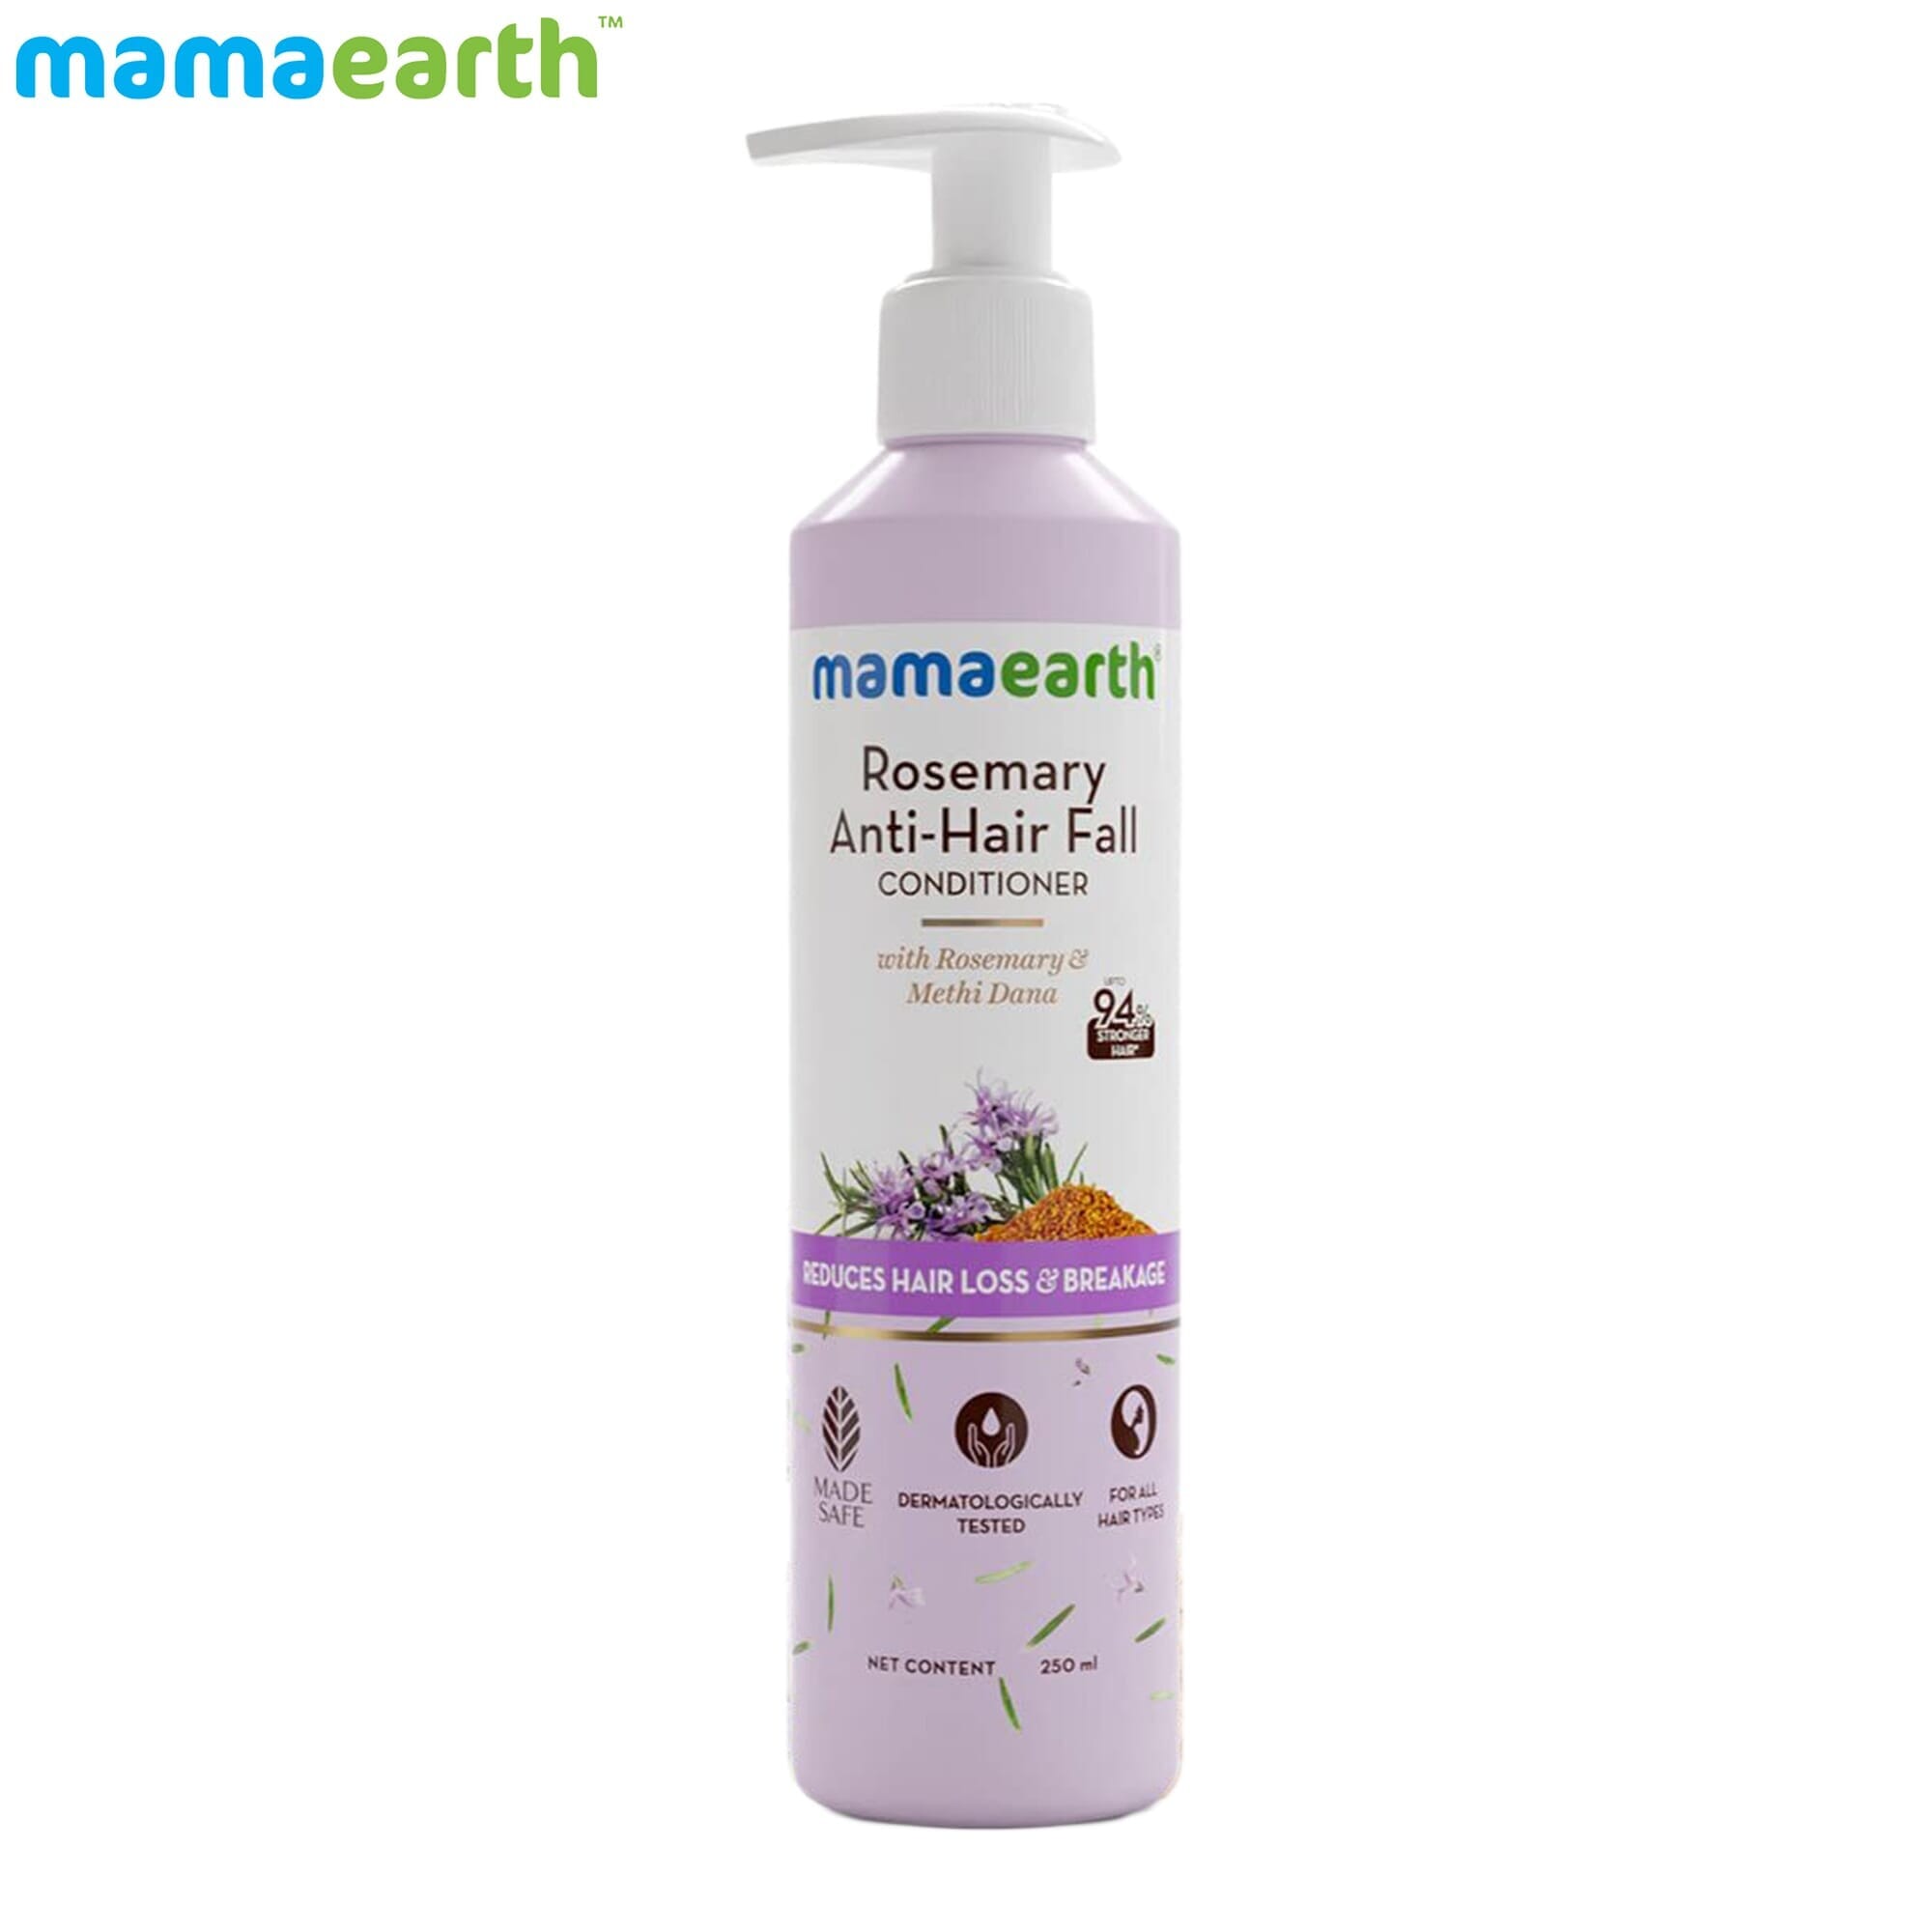 mamaearth™
mamaearth®
Rosemary
Anti-Hair Fall
CONDITIONER
with Rosemary &
Methi Dana
UPTO
94%
STRONGER
HAIR*
REDUCES HAIR LOSS & BREAKAGE
MADE
SAFE
DERMATOLOGICALLY
TESTED
FOR ALL
HAIR TYPES
NET CONTENT 250 ml